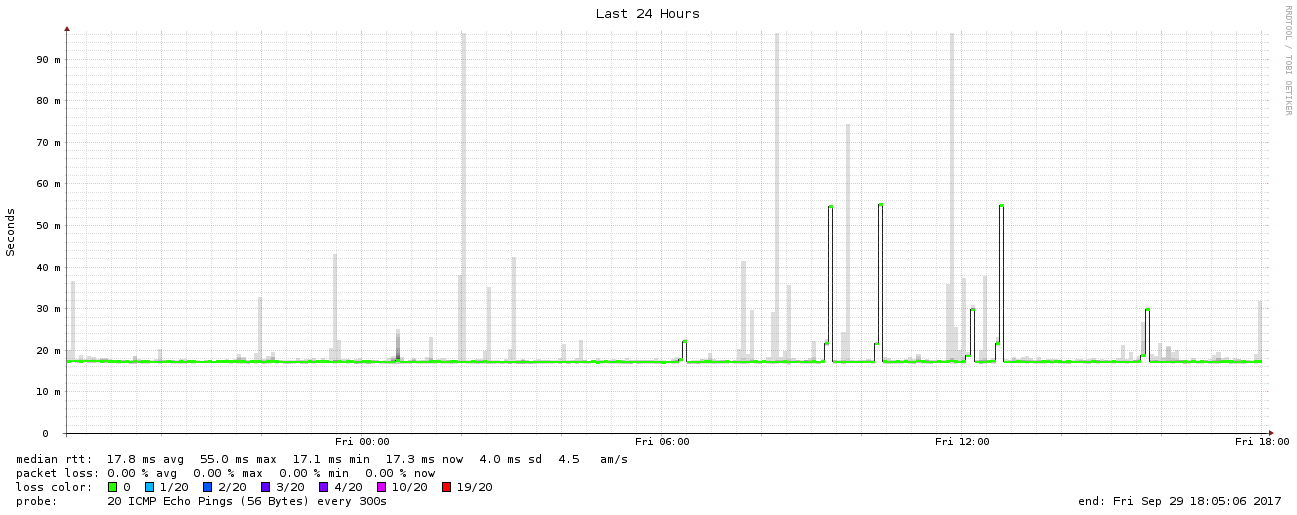 Last 24 Hours
RRDTOOL / TOBI OETIKER
Seconds
90 m
80 m
70 m
60 m
50 m
40 m
30 m
20 m
10 m
0
Fri 00:00 Fri 06:00 Fri 12:00 Fri 18:00
median rtt: 17.8 ms avg 55.0 ms max 17.1 ms min 17.3 ms now 4.0 ms sd 4.5 am/s
packet loss: 0.00 % avg 0.00 % max 0.00 % min 0.00 % now
loss color: 0 1/20 2/20 3/20 4/20 10/20 19/20
probe: 20 ICMP Echo Pings (56 Bytes) every 300s end: Fri Sep 29 18:05:06 2017